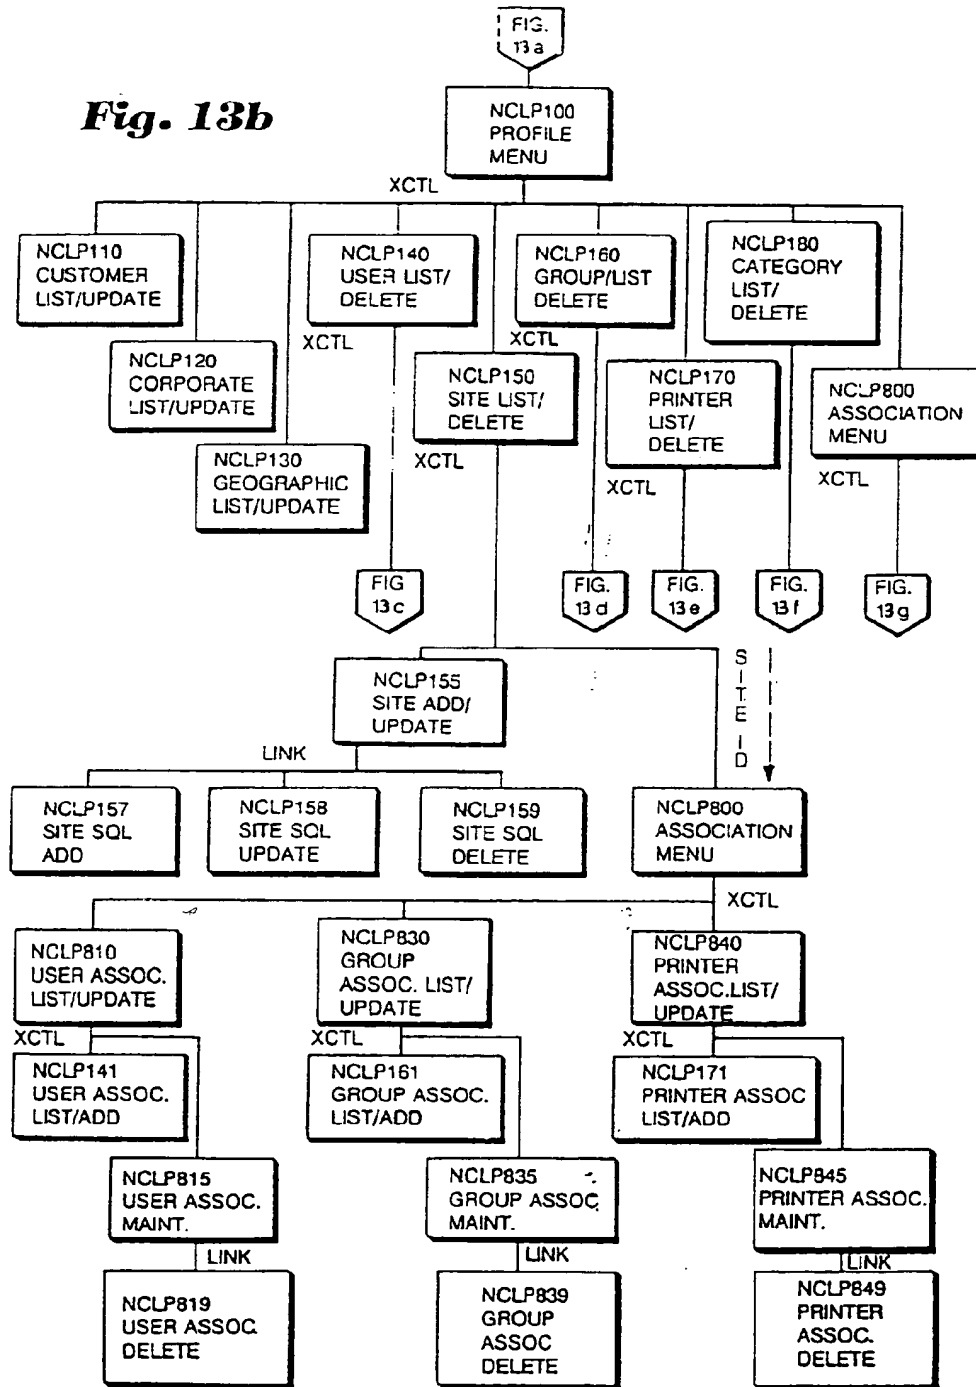 FIG.
13a
Fig. 13b
NCLP100
PROFILE
MENU
XCTL
NCLP110
CUSTOMER
LIST/UPDATE
NCLP140
USER LIST/
DELETE
NCLP160
GROUP/LIST
DELETE
NCLP180
CATEGORY
LIST/
DELETE
XCTL
XCTL
NCLP120
CORPORATE
LIST/UPDATE
NCLP150
SITE LIST/
DELETE
NCLP170
PRINTER
LIST/
DELETE
NCLP800
ASSOCIATION
MENU
XCTL
XCTL
XCTL
NCLP130
GEOGRAPHIC
LIST/UPDATE
FIG
13c
FIG.
13d
FIG.
13e
FIG.
13f
FIG.
13g
NCLP155
SITE ADD/
UPDATE
SITE ID
LINK
NCLP157
SITE SQL
ADD
NCLP158
SITE SQL
UPDATE
NCLP159
SITE SQL
DELETE
NCLP800
ASSOCIATION
MENU
XCTL
NCLP810
USER ASSOC.
LIST/UPDATE
NCLP830
GROUP
ASSOC. LIST/
UPDATE
NCLP840
PRINTER
ASSOC.LIST/
UPDATE
XCTL
XCTL
XCTL
NCLP141
USER ASSOC.
LIST/ADD
NCLP161
GROUP ASSOC.
LIST/ADD
NCLP171
PRINTER ASSOC
LIST/ADD
NCLP815
USER ASSOC.
MAINT.
NCLP835
GROUP ASSOC.
MAINT.
NCLP845
PRINTER ASSOC.
MAINT.
LINK
LINK
LINK
NCLP819
USER ASSOC.
DELETE
NCLP839
GROUP
ASSOC
DELETE
NCLP849
PRINTER
ASSOC.
DELETE